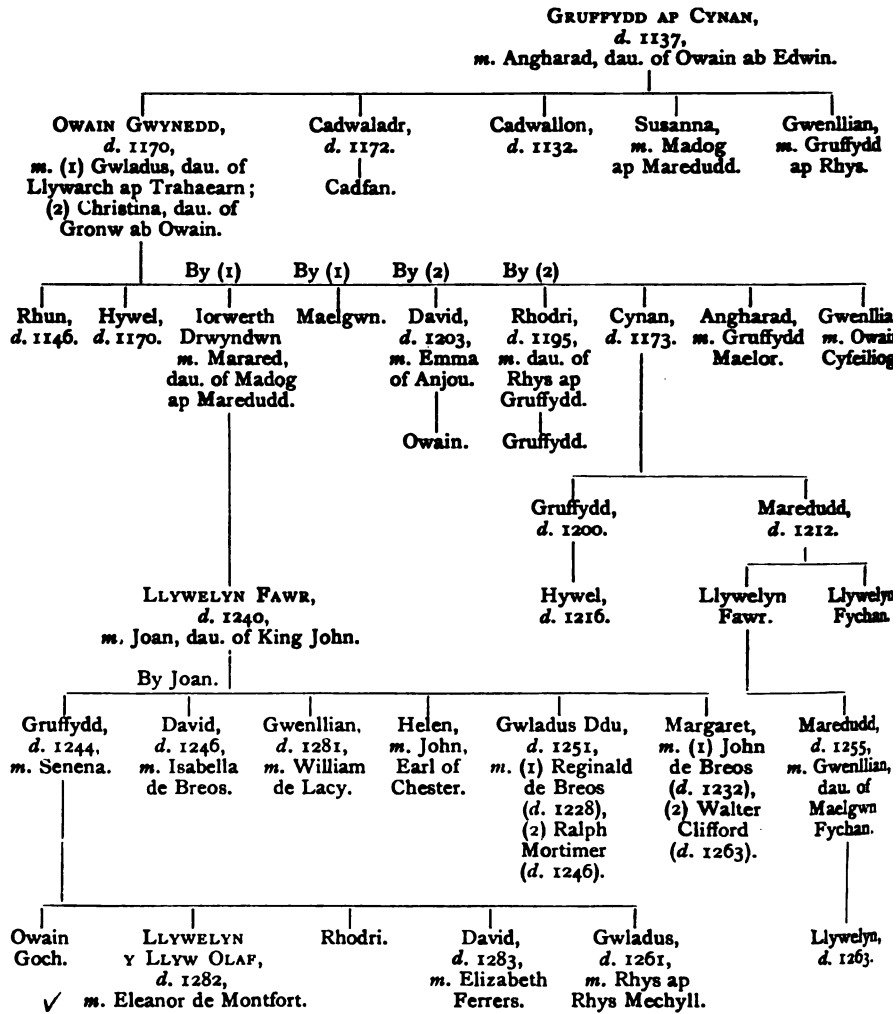 GRUFFYDD AP CYNAN,
d. 1137,
m. Angharad, dau. of Owain ab Edwin.
OWAIN GWYNEDD,
d. 1170,
m. (1) Gwladus, dau. of
Llywarch ap Trahaearn;
(2) Christina, dau. of
Gronw ab Owain.
Cadwaladr,
d. 1172.
Cadfan.
Cadwallon,
d. 1132.
Susanna,
m. Madog
ap Maredudd.
Gwenllian,
m. Gruffydd
ap Rhys.
By (1)
By (1)
By (2)
By (2)
Rhun,
d. 1146.
Hywel,
d. 1170.
Iorwerth
Drwyndwn
m. Marared,
dau. of Madog
ap Maredudd.
Maelgwn.
David,
d. 1203,
m. Emma
of Anjou.
Owain.
Rhodri,
d. 1195,
m. dau. of
Rhys ap
Gruffydd.
Gruffydd.
Cynan,
d. 1173.
Angharad,
m. Gruffydd
Maelor.
Gwenllia
m. Owai
Cyfeiliog
Gruffydd,
d. 1200.
Maredudd,
d. 1212.
Hywel,
d. 1216.
Llywelyn
Fawr.
Llywelyn
Fychan.
LLYWELYN FAWR,
d. 1240,
m. Joan, dau. of King John.
By Joan.
Gruffydd,
d. 1244,
m. Senena.
David,
d. 1246,
m. Isabella
de Breos.
Gwenllian,
d. 1281,
m. William
de Lacy.
Helen,
m. John,
Earl of
Chester.
Gwladus Ddu,
d. 1251,
m. (1) Reginald
de Breos
(d. 1228),
(2) Ralph
Mortimer
(d. 1246).
Margaret,
m. (1) John
de Breos
(d. 1232),
(2) Walter
Clifford
(d. 1263).
Maredudd,
d. 1255,
m. Gwenllian,
dau. of
Maelgwn
Fychan.
Owain
Goch.
LLYWELYN
Y LLYW OLAF,
d. 1282,
✓ m. Eleanor de Montfort.
Rhodri.
David,
d. 1283,
m. Elizabeth
Ferrers.
Gwladus,
d. 1261,
m. Rhys ap
Rhys Mechyll.
Llywelyn,
d. 1263.